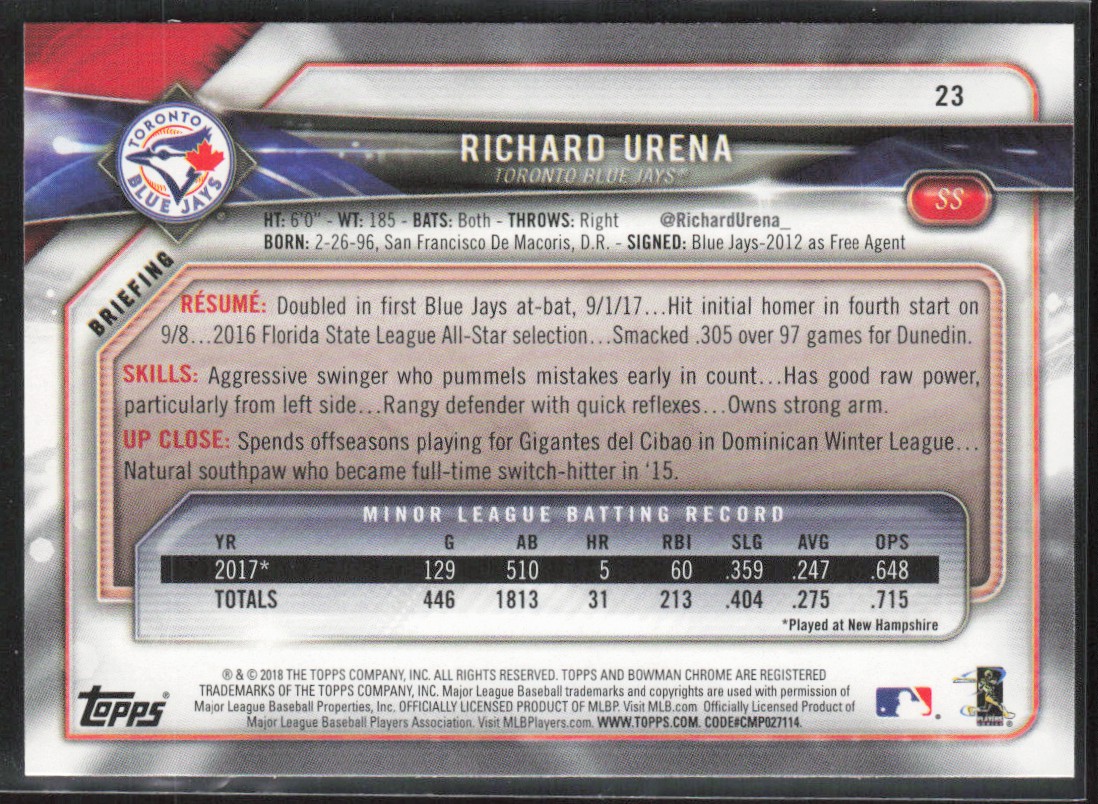 23
TORONTO
BLUE JAYS
®
RICHARD URENA
TORONTO BLUE JAYS®
SS
HT: 6'0" - WT: 185 - BATS: Both - THROWS: Right @RichardUrena_
BORN: 2-26-96, San Francisco De Macoris, D.R. - SIGNED: Blue Jays-2012 as Free Agent
BRIEFING
RÉSUMÉ: Doubled in first Blue Jays at-bat, 9/1/17...Hit initial homer in fourth start on
9/8...2016 Florida State League All-Star selection...Smacked .305 over 97 games for Dunedin.
SKILLS: Aggressive swinger who pummels mistakes early in count...Has good raw power,
particularly from left side...Rangy defender with quick reflexes...Owns strong arm.
UP CLOSE: Spends offseasons playing for Gigantes del Cibao in Dominican Winter League...
Natural southpaw who became full-time switch-hitter in '15.
MINOR LEAGUE BATTING RECORD
YR G AB HR RBI SLG AVG OPS
2017* 129 510 5 60 .359 .247 .648
TOTALS 446 1813 31 213 .404 .275 .715
*Played at New Hampshire
® & © 2018 THE TOPPS COMPANY, INC. ALL RIGHTS RESERVED. TOPPS AND BOWMAN CHROME ARE REGISTERED
TRADEMARKS OF THE TOPPS COMPANY, INC. Major League Baseball trademarks and copyrights are used with permission of
Major League Baseball Properties, Inc. OFFICIALLY LICENSED PRODUCT OF MLBP. Visit MLB.com Officially Licensed Product of
Major League Baseball Players Association. Visit MLBPlayers.com. WWW.TOPPS.COM. CODE#CMP027114.
Topps®